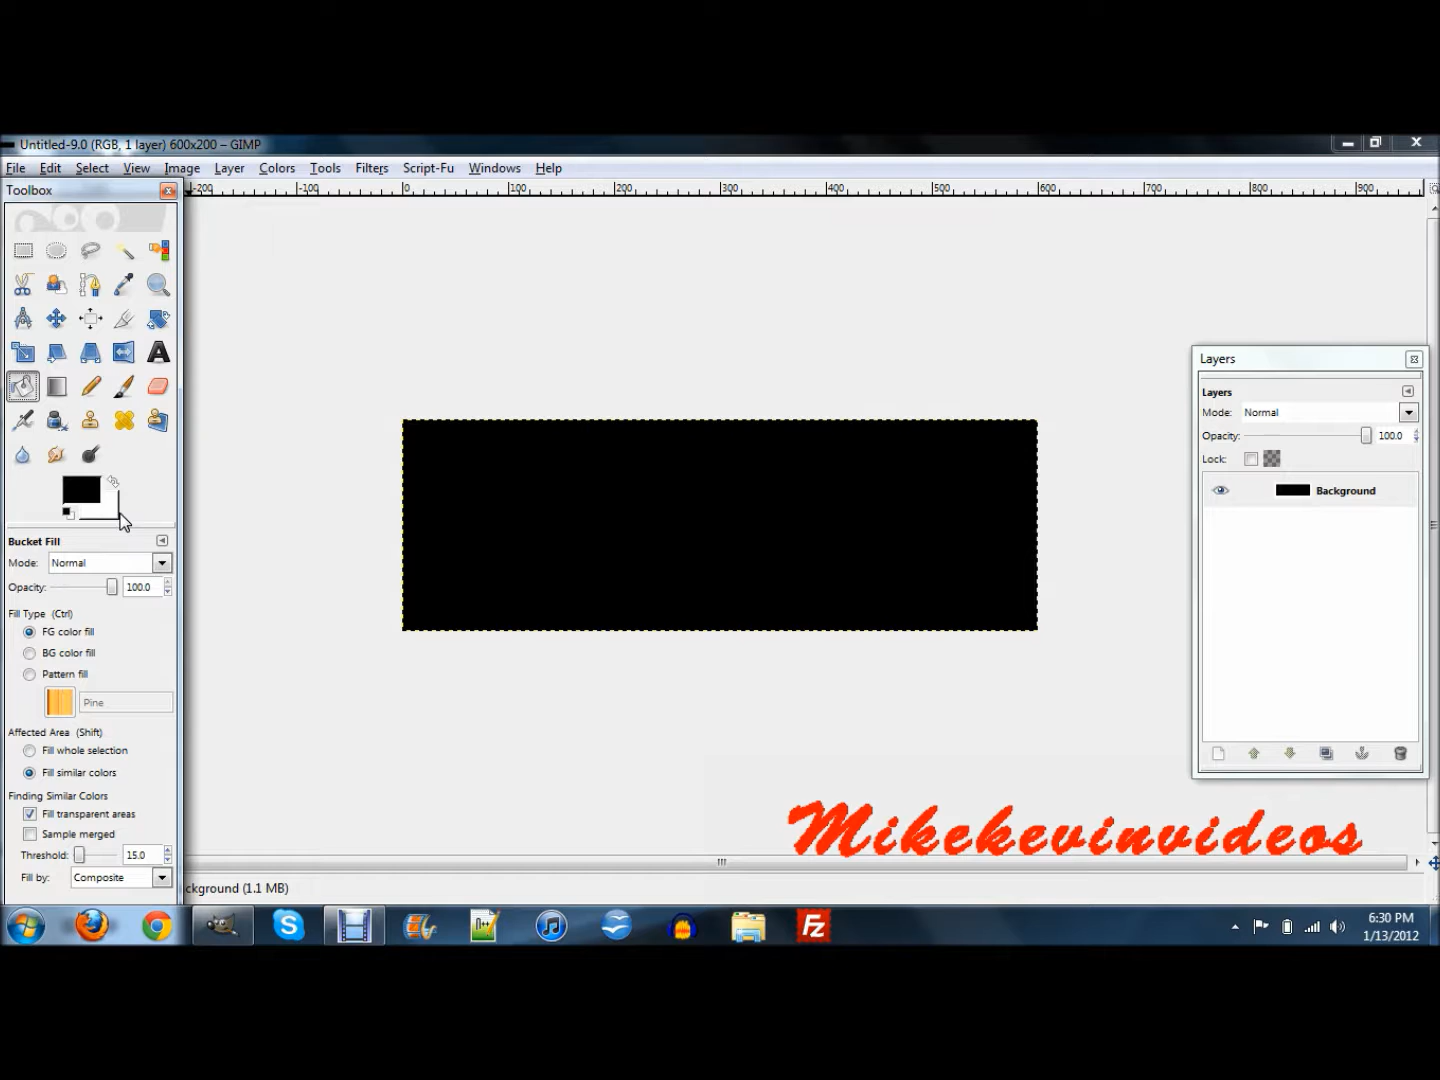 Untitled-9.0 (RGB, 1 layer) 600x200 – GIMP
File Edit Select View Image Layer Colors Tools Filters Script-Fu Windows Help
Toolbox
-200 -100 0 100 200 300 400 500 600 700 800 900
Layers
Layers
Mode: Normal
Opacity: 100.0
Lock:
Background
Bucket Fill
Mode: Normal
Opacity: 100.0
Fill Type (Ctrl)
FG color fill
BG color fill
Pattern fill
Pine
Affected Area (Shift)
Fill whole selection
Fill similar colors
Finding Similar Colors
Fill transparent areas
Sample merged
Threshold: 15.0
Fill by: Composite
Mikekevinvideos
ckground (1.1 MB)
6:30 PM
1/13/2012